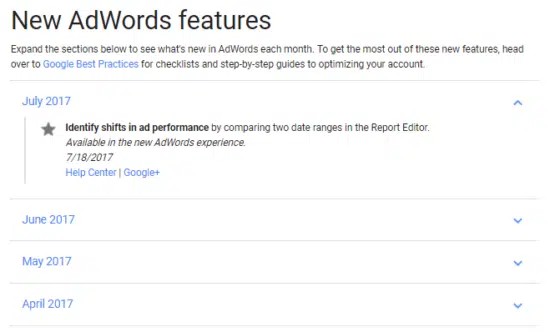 New AdWords features
Expand the sections below to see what's new in AdWords each month. To get the most out of these new features, head
over to Google Best Practices for checklists and step-by-step guides to optimizing your account.
July 2017
Identify shifts in ad performance by comparing two date ranges in the Report Editor.
Available in the new AdWords experience.
7/18/2017
Help Center | Google+
June 2017
May 2017
April 2017